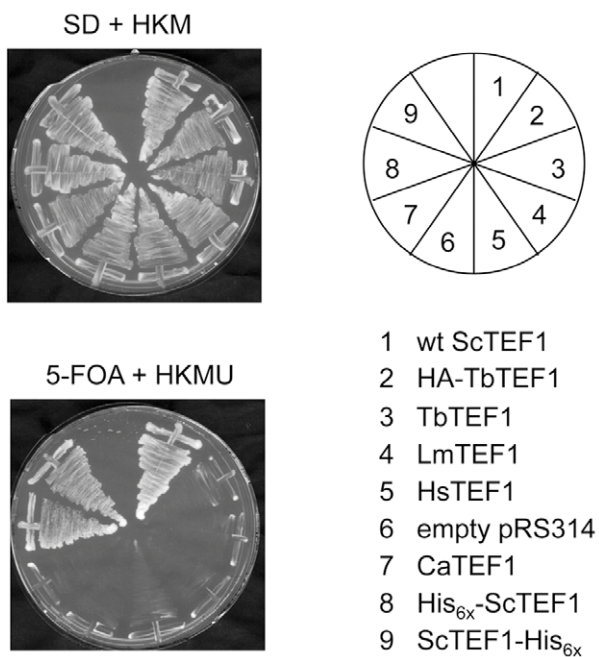 SD + HKM
1
2
3
4
5
6
7
8
9
5-FOA + HKMU
1 wt ScTEF1
2 HA-TbTEF1
3 TbTEF1
4 LmTEF1
5 HsTEF1
6 empty pRS314
7 CaTEF1
8 His6x-ScTEF1
9 ScTEF1-His6x